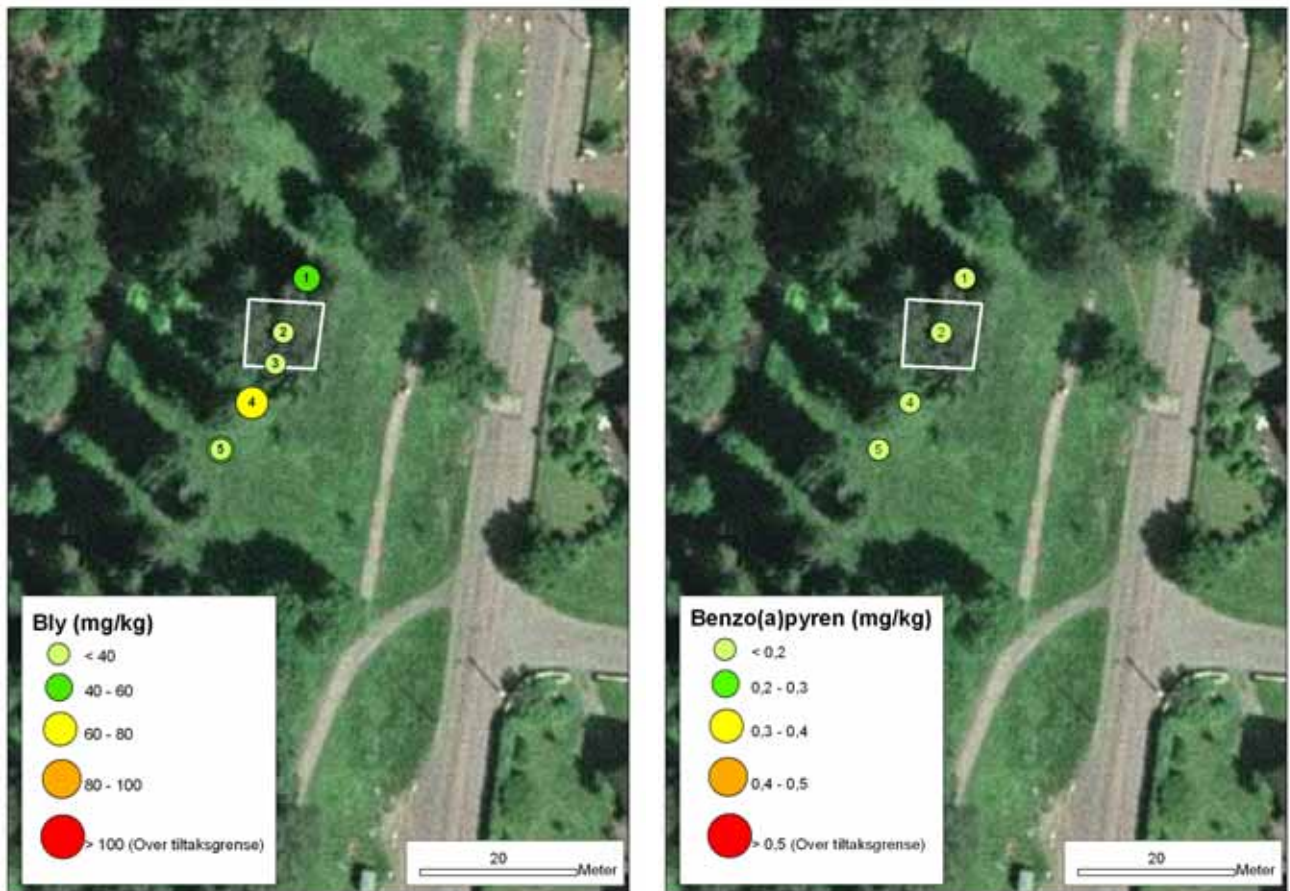 1
2
3
4
5
Bly (mg/kg)
< 40
40 - 60
60 - 80
80 - 100
> 100 (Over tiltaksgrense)
20
Meter
1
2
4
5
Benzo(a)pyren (mg/kg)
< 0,2
0,2 - 0,3
0,3 - 0,4
0,4 - 0,5
> 0,5 (Over tiltaksgrense)
20
Meter